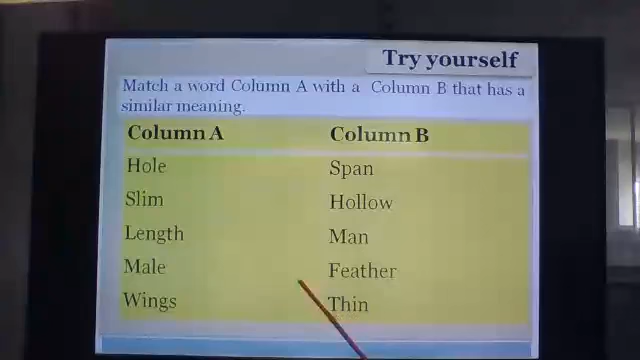 Try yourself
Match a word Column A with a Column B that has a
similar meaning.
Column A Column B
Hole Span
Slim Hollow
Length Man
Male Feather
Wings Thin